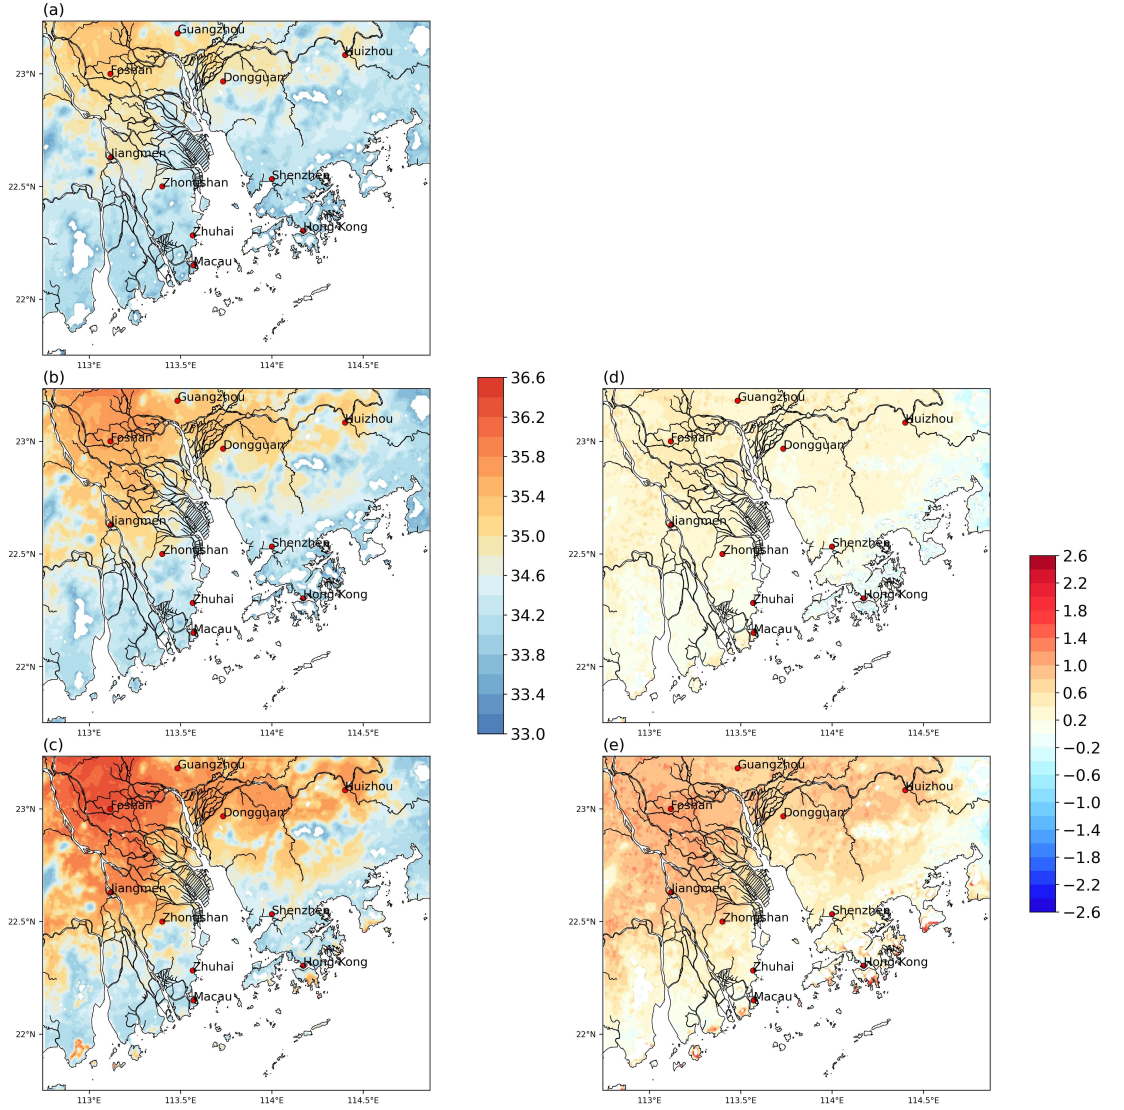 (a)
Guangzhou
Huizhou
Foshan
Dongguan
Jiangmen
Zhongshan
Shenzhen
Zhuhai
Hong Kong
Macau
23°N
22.5°N
22°N
113°E 113.5°E 114°E 114.5°E
(b)
Guangzhou
Huizhou
Foshan
Dongguan
Jiangmen
Zhongshan
Shenzhen
Zhuhai
Hong Kong
Macau
23°N
22.5°N
22°N
113°E 113.5°E 114°E 114.5°E
36.6
36.2
35.8
35.4
35.0
34.6
34.2
33.8
33.4
33.0
(d)
Guangzhou
Huizhou
Foshan
Dongguan
Jiangmen
Zhongshan
Shenzhen
Zhuhai
Hong Kong
Macau
23°N
22.5°N
22°N
113°E 113.5°E 114°E 114.5°E
(c)
Guangzhou
Huizhou
Foshan
Dongguan
Jiangmen
Zhongshan
Shenzhen
Zhuhai
Hong Kong
Macau
23°N
22.5°N
22°N
113°E 113.5°E 114°E 114.5°E
(e)
Guangzhou
Huizhou
Foshan
Dongguan
Jiangmen
Zhongshan
Shenzhen
Zhuhai
Hong Kong
Macau
23°N
22.5°N
22°N
113°E 113.5°E 114°E 114.5°E
2.6
2.2
1.8
1.4
1.0
0.6
0.2
−0.2
−0.6
−1.0
−1.4
−1.8
−2.2
−2.6